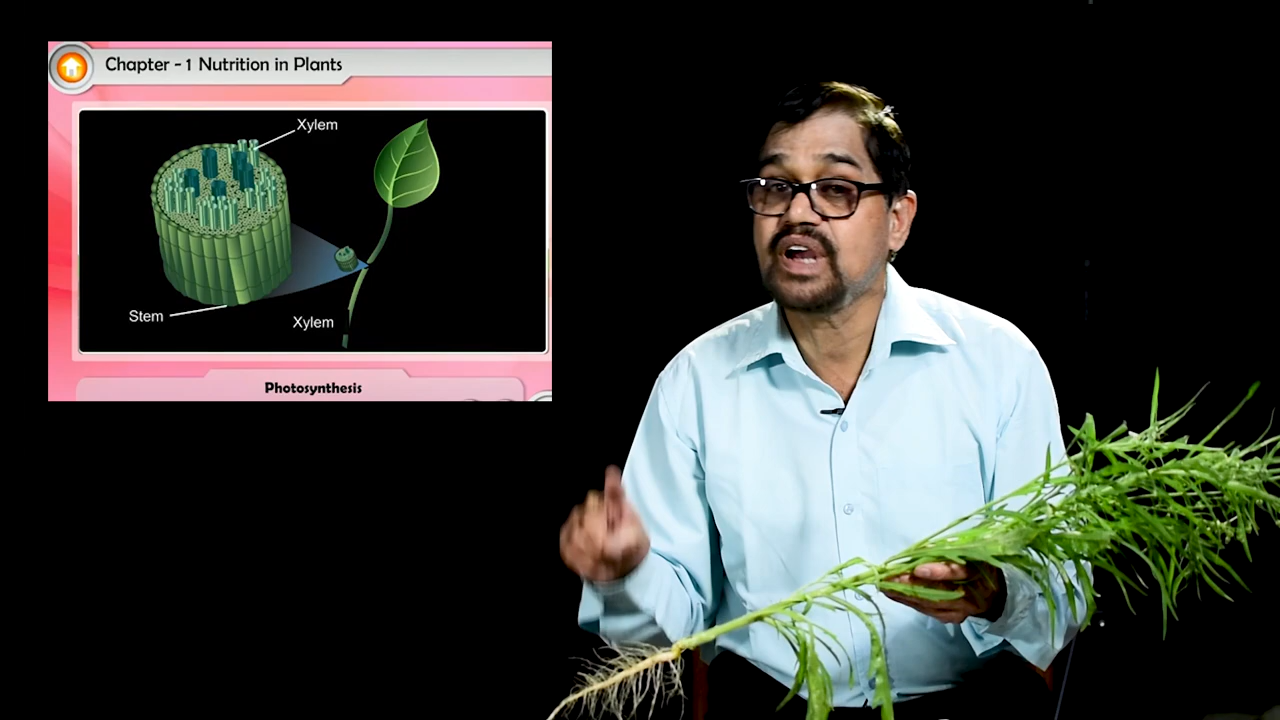 Chapter - 1 Nutrition in Plants
Xylem
Stem
Xylem
Photosynthesis